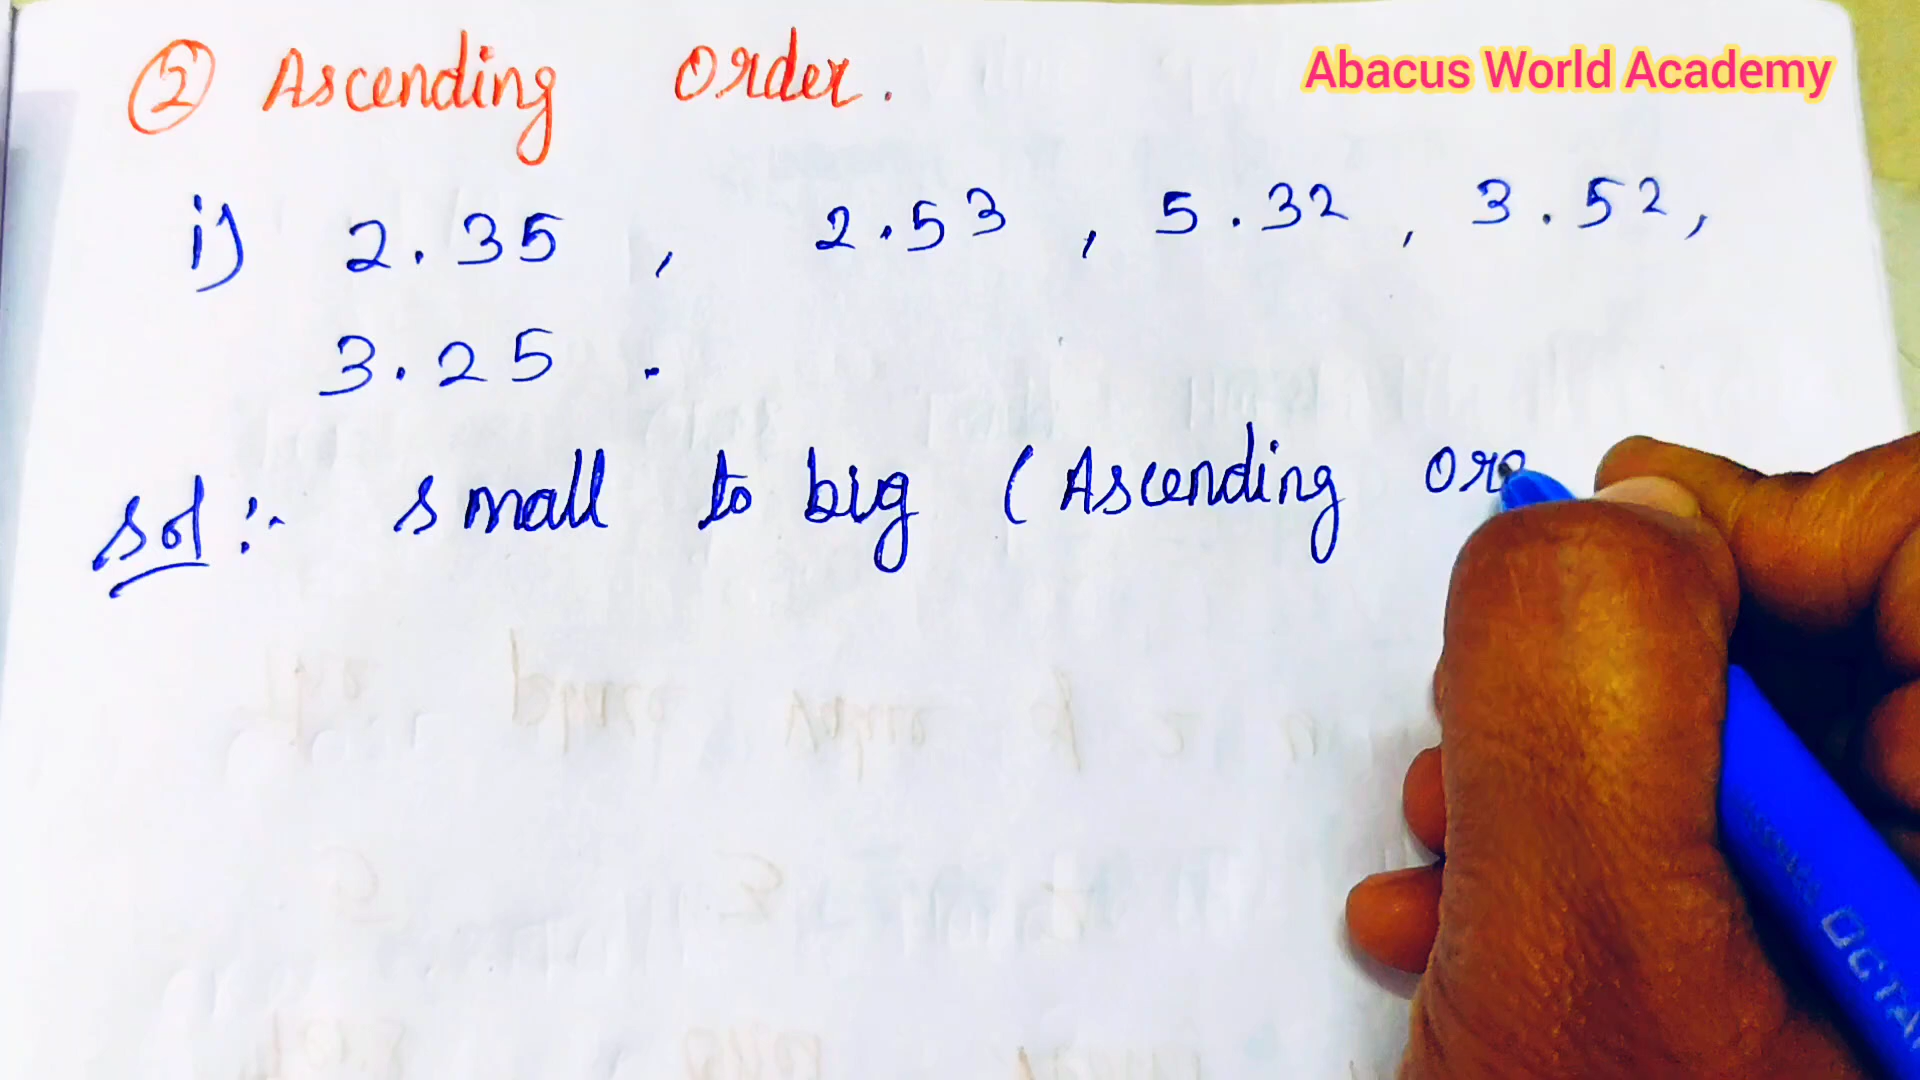 Abacus World Academy
② Ascending Order.
i) 2.35 , 2.53 , 5.32 , 3.52,
3.25 .
Sol :- small to big ( Ascending